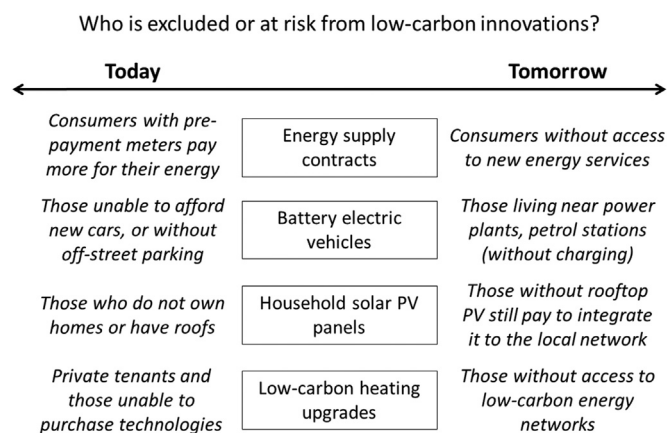 Who is excluded or at risk from low-carbon innovations?
Today
Tomorrow
Consumers with pre-
payment meters pay
more for their energy
Energy supply
contracts
Consumers without access
to new energy services
Those unable to afford
new cars, or without
off-street parking
Battery electric
vehicles
Those living near power
plants, petrol stations
(without charging)
Those who do not own
homes or have roofs
Household solar PV
panels
Those without rooftop
PV still pay to integrate
it to the local network
Private tenants and
those unable to
purchase technologies
Low-carbon heating
upgrades
Those without access to
low-carbon energy
networks